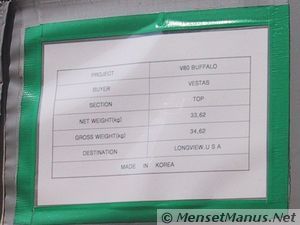 PROJECT V80 BUFFALO
BUYER VESTAS
SECTION TOP
NET WEIGHT(kg) 33,62
GROSS WEIGHT(kg) 34,62
DESTINATION LONGVIEW, U S A
MADE IN KOREA
© MensetManus.Net